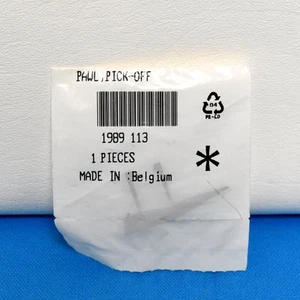 PAWL,PICK-OFF
04
PE-LD
1989 113
1 PIECES
*
MADE IN :Belgium